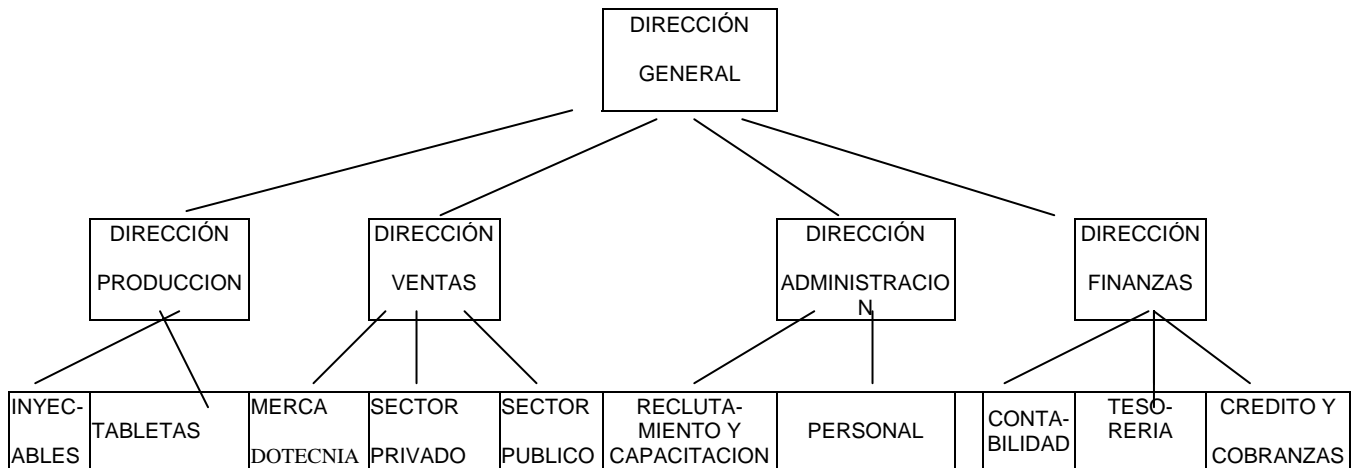 DIRECCIÓN
GENERAL
DIRECCIÓN
PRODUCCION
DIRECCIÓN
VENTAS
DIRECCIÓN
ADMINISTRACIO
N
DIRECCIÓN
FINANZAS
INYEC-
ABLES
TABLETAS
MERCA
DOTECNIA
SECTOR
PRIVADO
SECTOR
PUBLICO
RECLUTA-
MIENTO Y
CAPACITACION
PERSONAL
CONTA-
BILIDAD
TESO-
RERIA
CREDITO Y
COBRANZAS